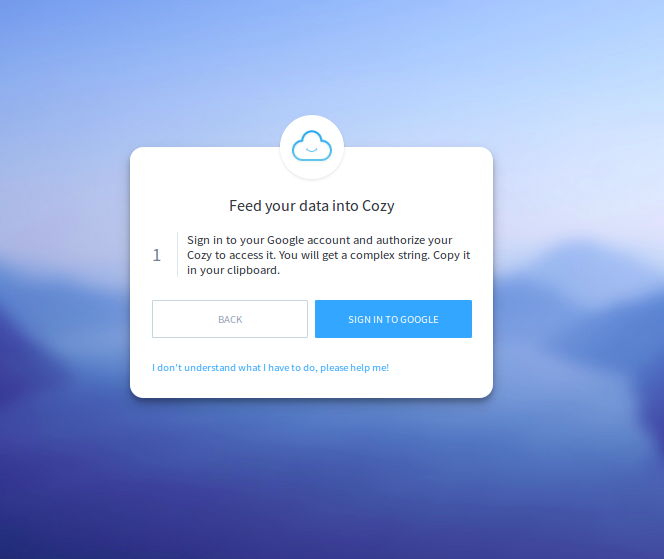 Feed your data into Cozy
1
Sign in to your Google account and authorize your
Cozy to access it. You will get a complex string. Copy it
in your clipboard.
BACK
SIGN IN TO GOOGLE
I don't understand what I have to do, please help me!